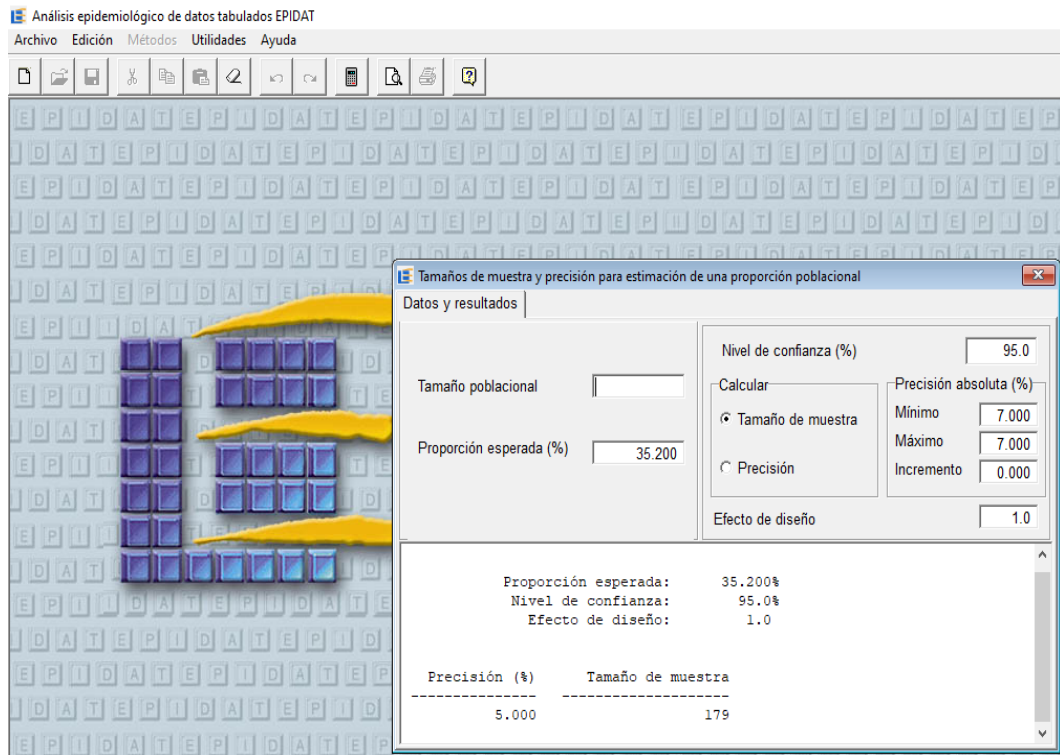 Análisis epidemiológico de datos tabulados EPIDAT
Archivo Edición Métodos Utilidades Ayuda
Tamaños de muestra y precisión para estimación de una proporción poblacional
Datos y resultados
Nivel de confianza (%) 95.0
Tamaño poblacional
Proporción esperada (%) 35.200
Calcular
Tamaño de muestra
Precisión
Precisión absoluta (%)
Mínimo 7.000
Máximo 7.000
Incremento 0.000
Efecto de diseño 1.0
Proporción esperada: 35.200%
Nivel de confianza: 95.0%
Efecto de diseño: 1.0
Precisión (%) Tamaño de muestra
5.000 179